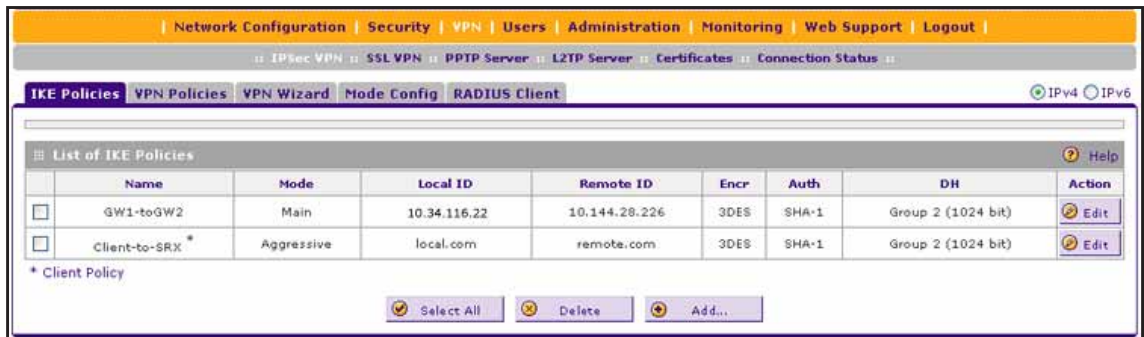 Network Configuration | Security | VPN | Users | Administration | Monitoring | Web Support | Logout
IPSec VPN :: SSL VPN :: PPTP Server :: L2TP Server :: Certificates :: Connection Status
IKE Policies VPN Policies VPN Wizard Mode Config RADIUS Client IPv4 IPv6
List of IKE Policies Help
Name Mode Local ID Remote ID Encr Auth DH Action
GW1-toGW2 Main 10.34.116.22 10.144.28.226 3DES SHA-1 Group 2 (1024 bit) Edit
Client-to-SRX * Aggressive local.com remote.com 3DES SHA-1 Group 2 (1024 bit) Edit
* Client Policy
Select All Delete Add...